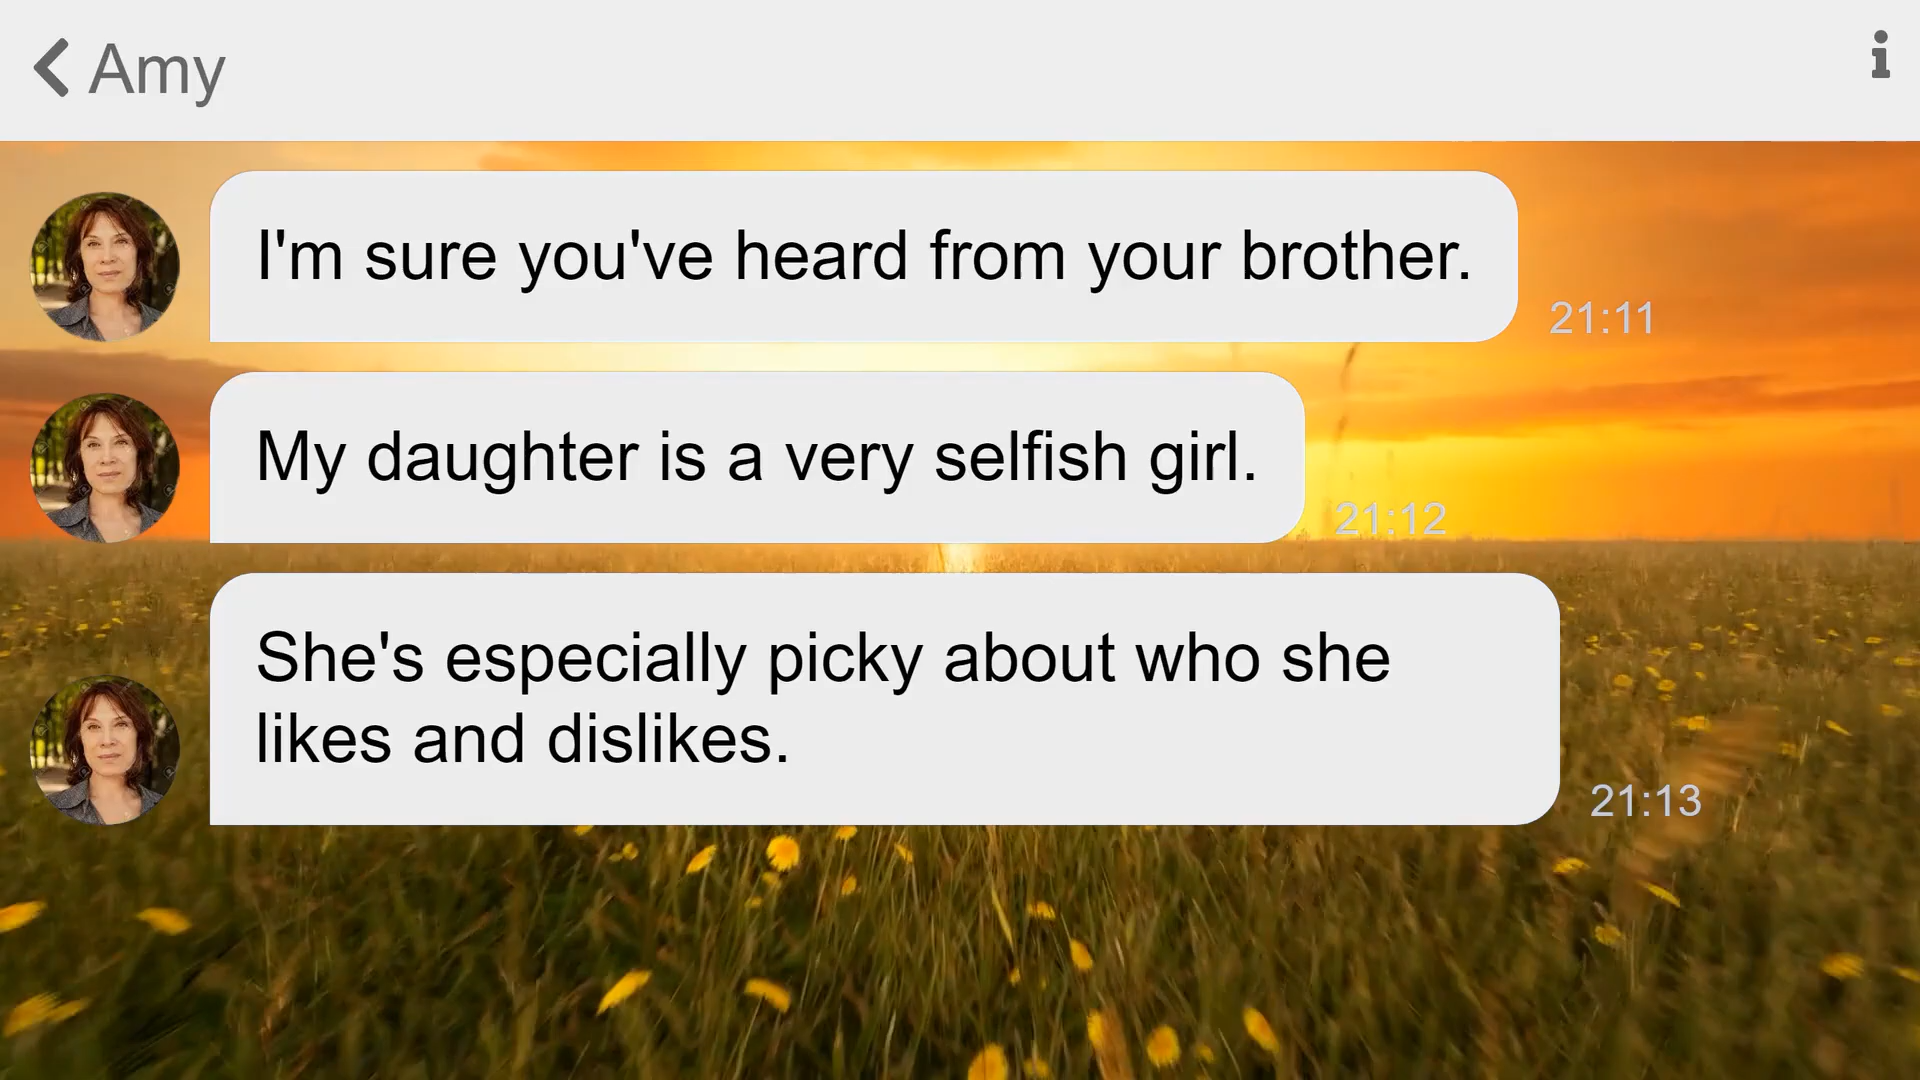 Amy
I'm sure you've heard from your brother.
21:11
My daughter is a very selfish girl.
21:12
She's especially picky about who she
likes and dislikes.
21:13